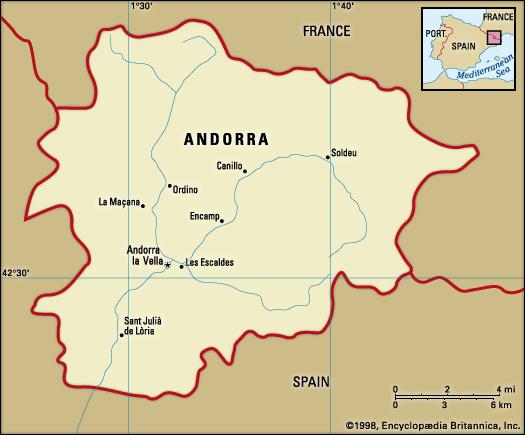 1°30'
1°40'
FRANCE
FRANCE
PORT.
SPAIN
Mediterranean
Sea
ANDORRA
Soldeu
Canillo
Ordino
La Maçana
Encamp
Andorra
la Vella
Les Escaldes
42°30'
Sant Julià
de Lòria
SPAIN
0 2 4 mi
0 3 6 km
©1998, Encyclopædia Britannica, Inc.